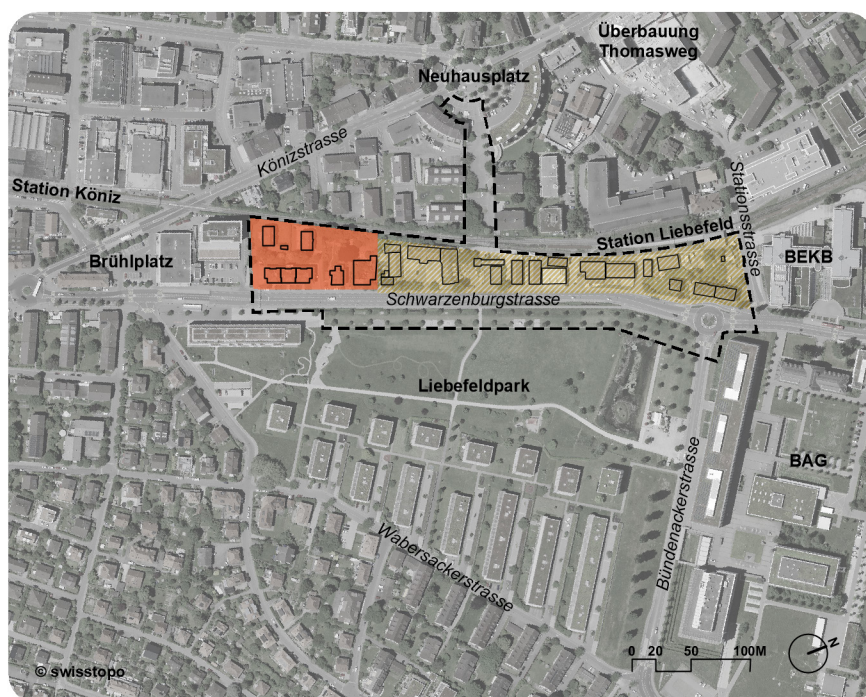 Überbauung
Thomasweg
Neuhausplatz
Könizstrasse
Stationsstrasse
Station Köniz
Station Liebefeld
Brühlplatz
BEKB
Schwarzenburgstrasse
Liebefeldpark
BAG
Bündenackerstrasse
Wabersackerstrasse
0 20 50 100M
N
© swisstopo